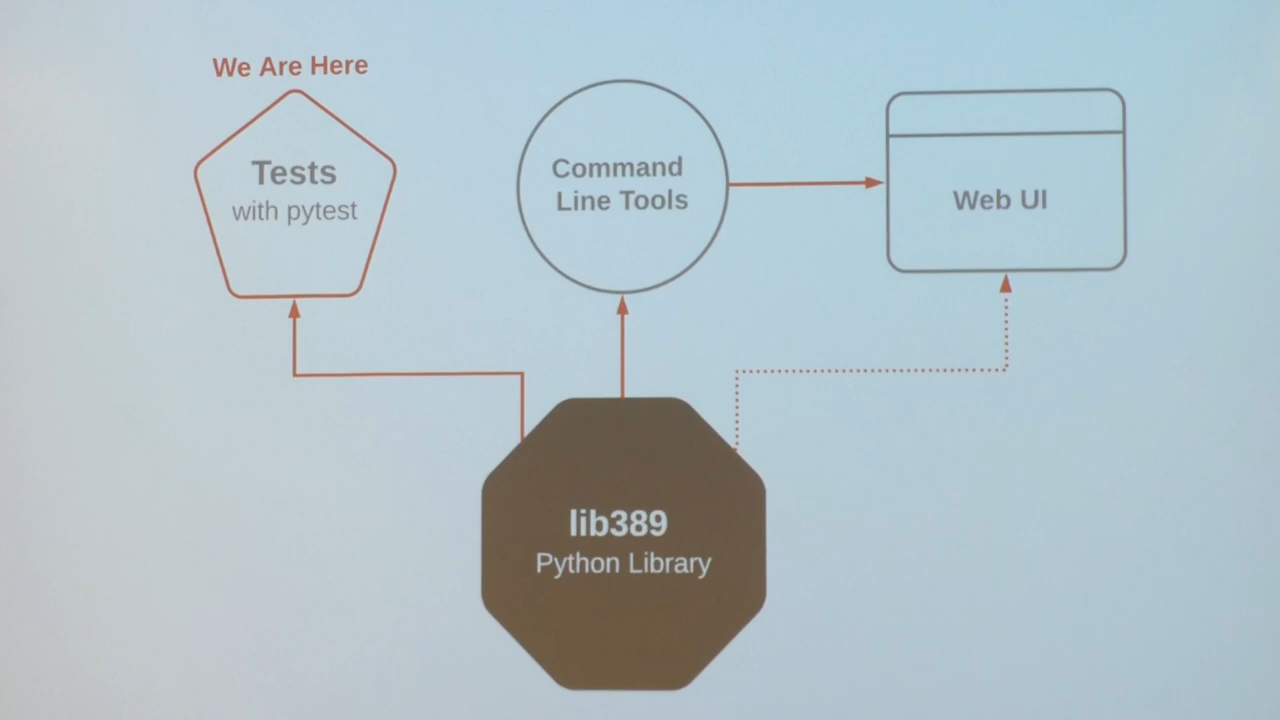 We Are Here
Tests
with pytest
Command
Line Tools
Web UI
lib389
Python Library